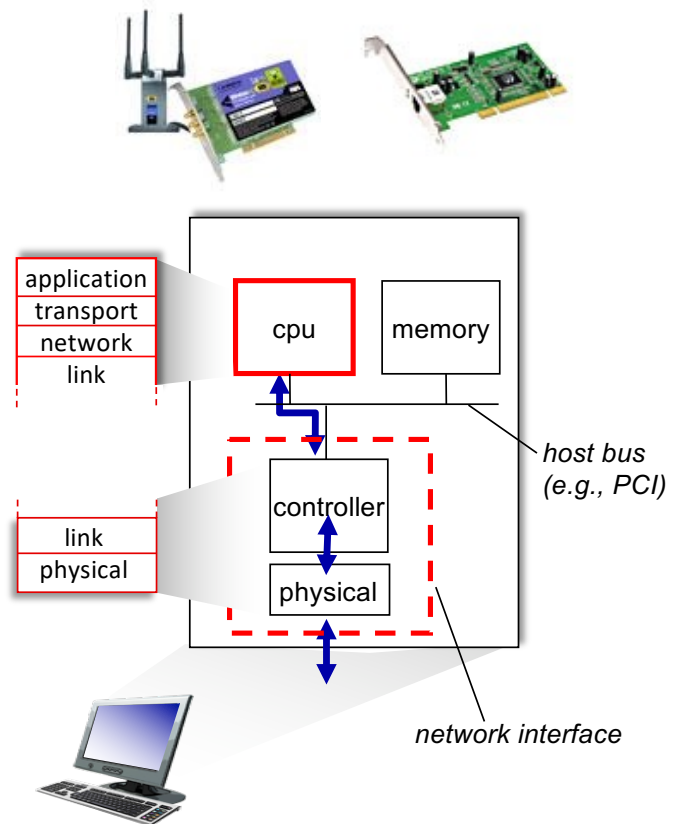 application
transport
network
link
cpu
memory
host bus
(e.g., PCI)
controller
link
physical
physical
network interface